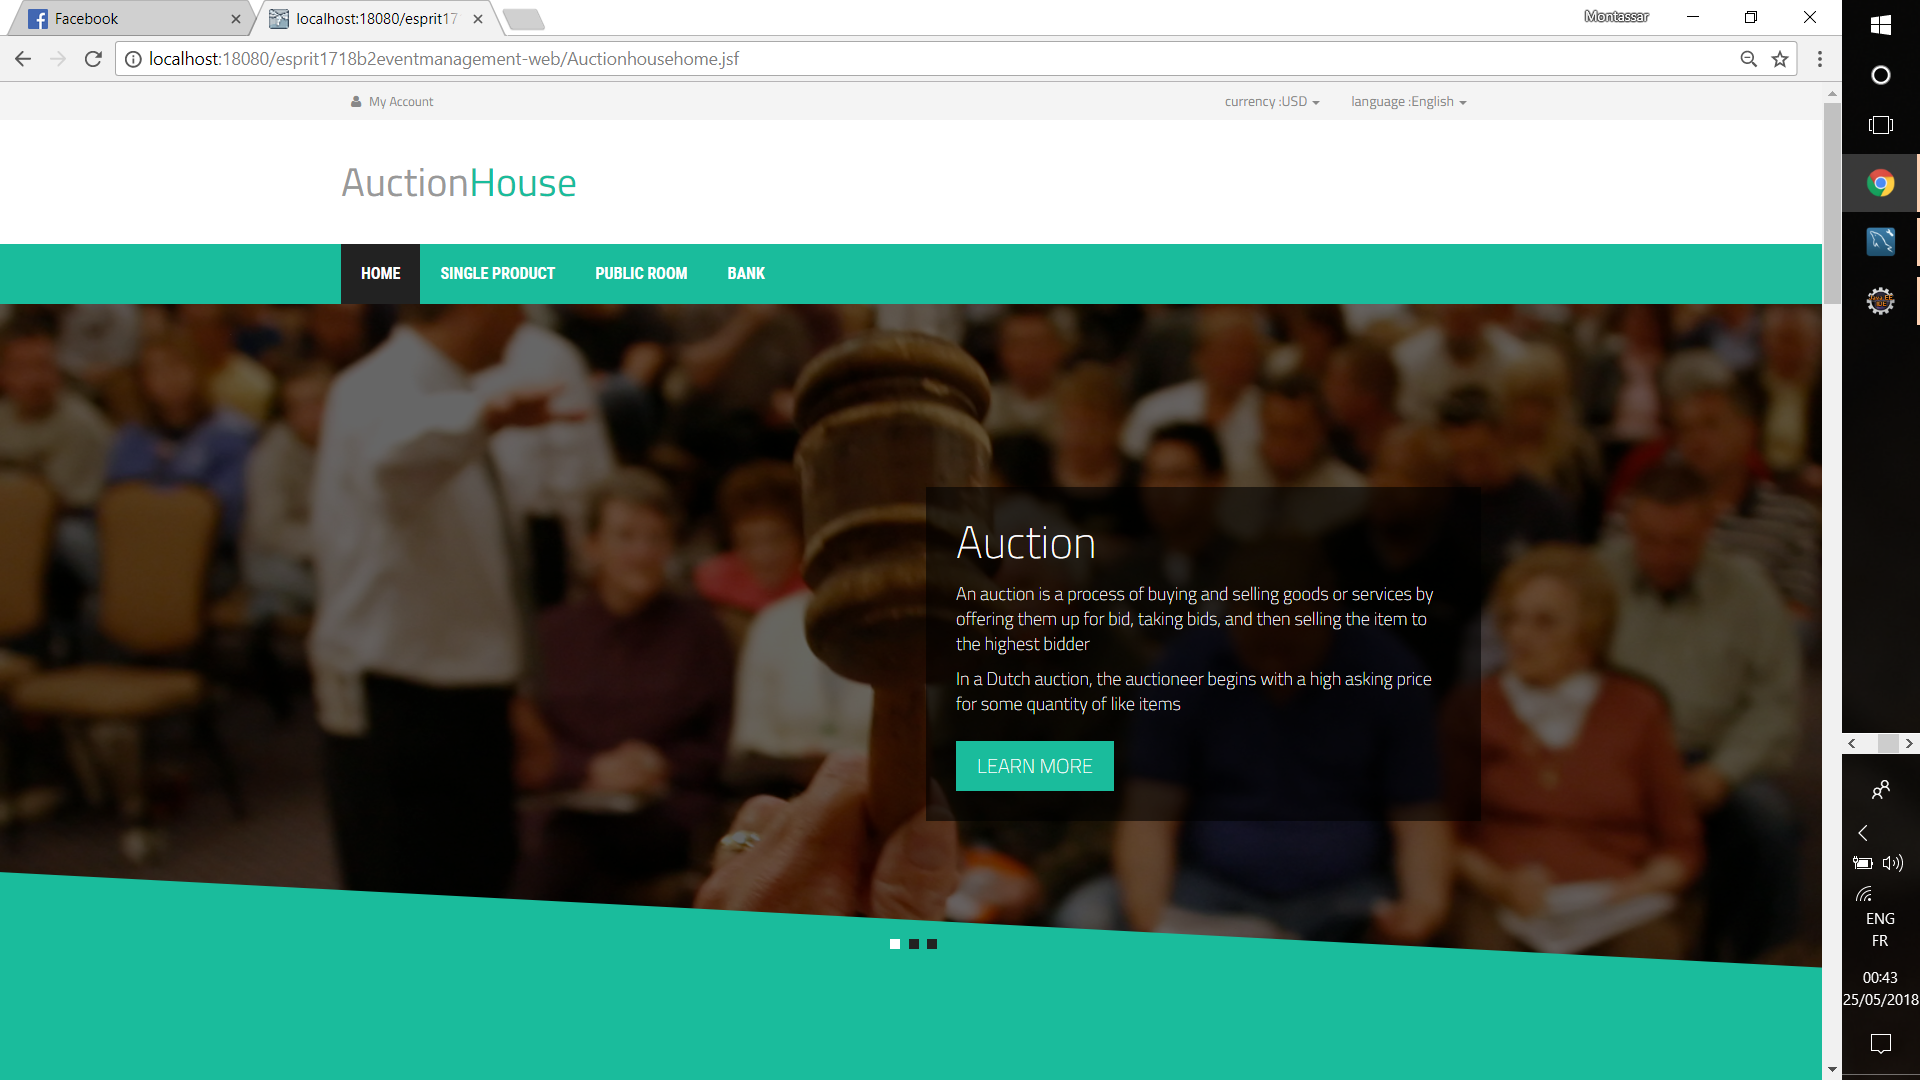 Facebook
localhost:18080/esprit17
Montassar
localhost:18080/esprit1718b2eventmanagement-web/Auctionhousehome.jsf
My Account
currency :USD
language :English
AuctionHouse
HOME
SINGLE PRODUCT
PUBLIC ROOM
BANK
Auction
An auction is a process of buying and selling goods or services by
offering them up for bid, taking bids, and then selling the item to
the highest bidder
In a Dutch auction, the auctioneer begins with a high asking price
for some quantity of like items
LEARN MORE
ENG
FR
00:43
25/05/2018